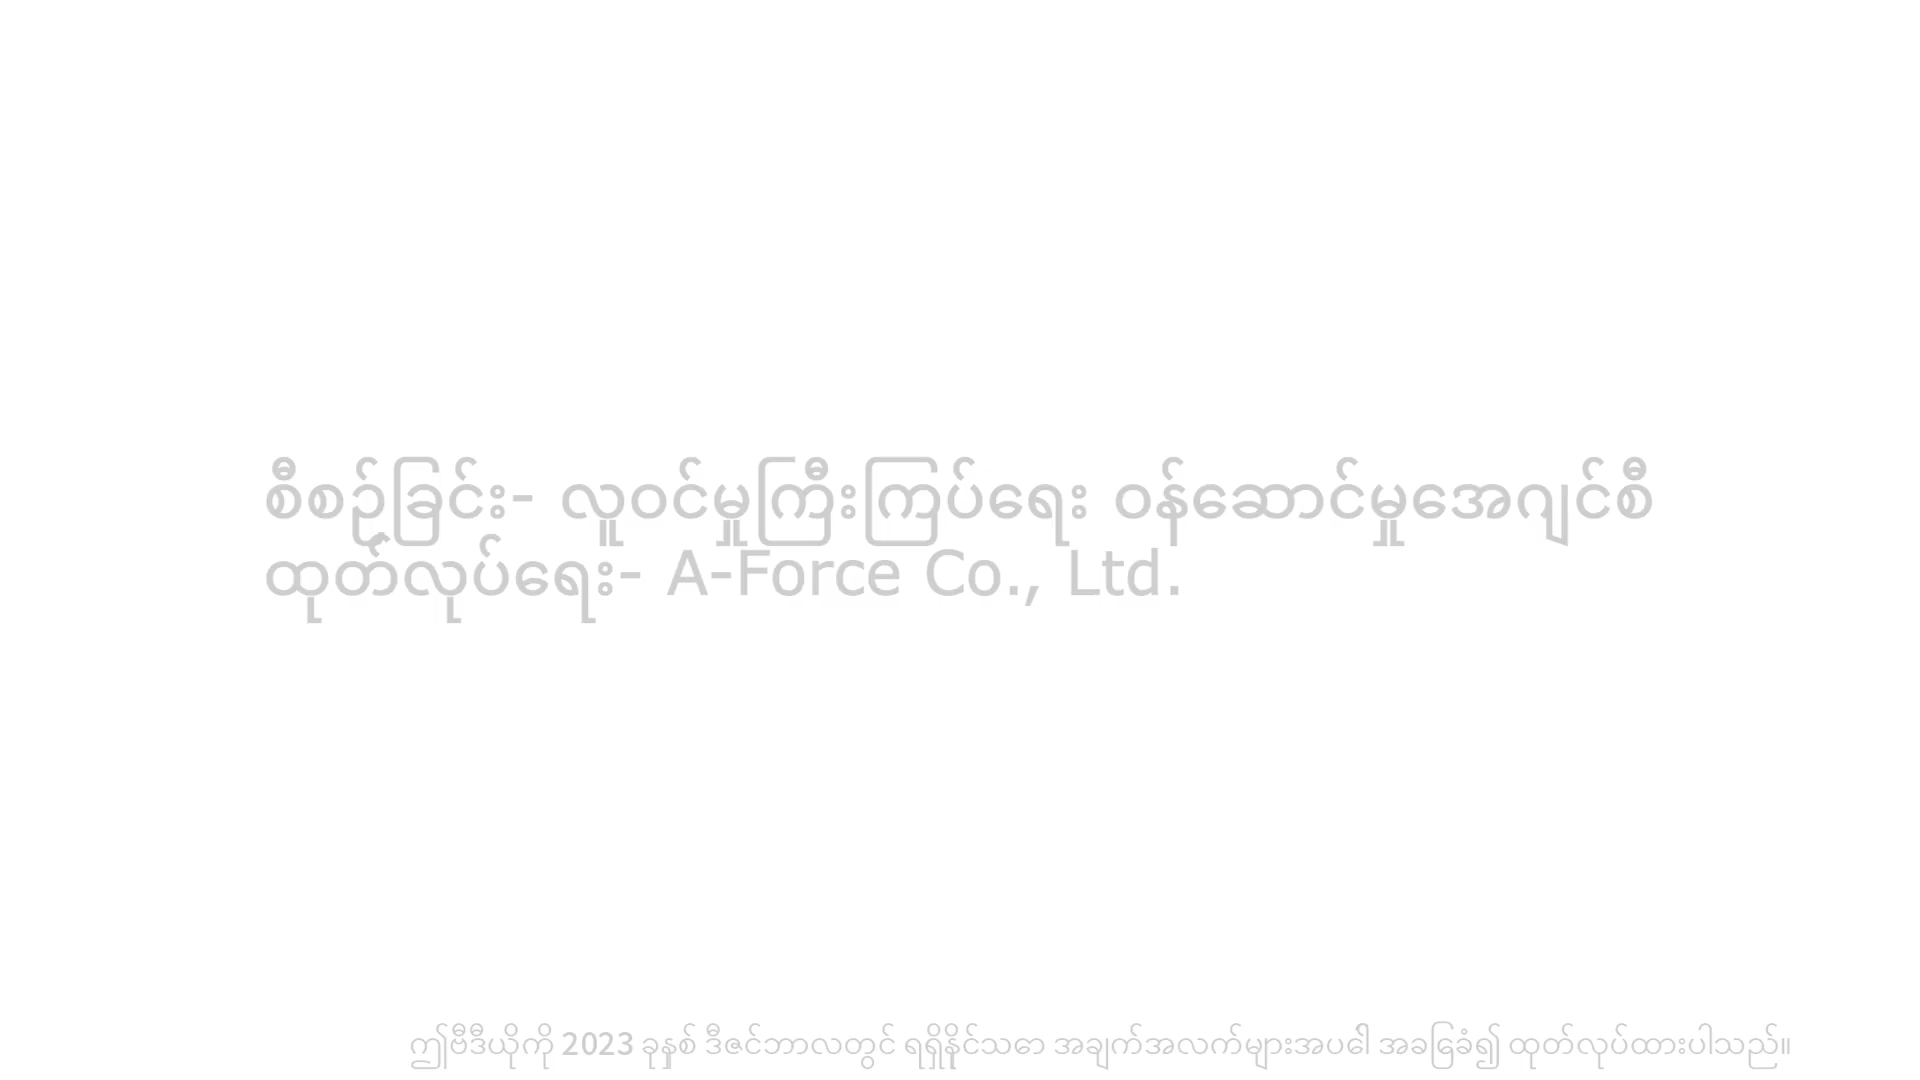 စီစဉ်ခြင်း- လူဝင်မှုကြီးကြပ်ရေး ဝန်ဆောင်မှုအေဂျင်စီ
ထုတ်လုပ်ရေး- A-Force Co., Ltd.
ဤဗီဒီယိုကို 2023 ခုနှစ် ဒီဇင်ဘာလတွင် ရရှိနိုင်သော အချက်အလက်များအပေါ် အခြေခံ၍ ထုတ်လုပ်ထားပါသည်။